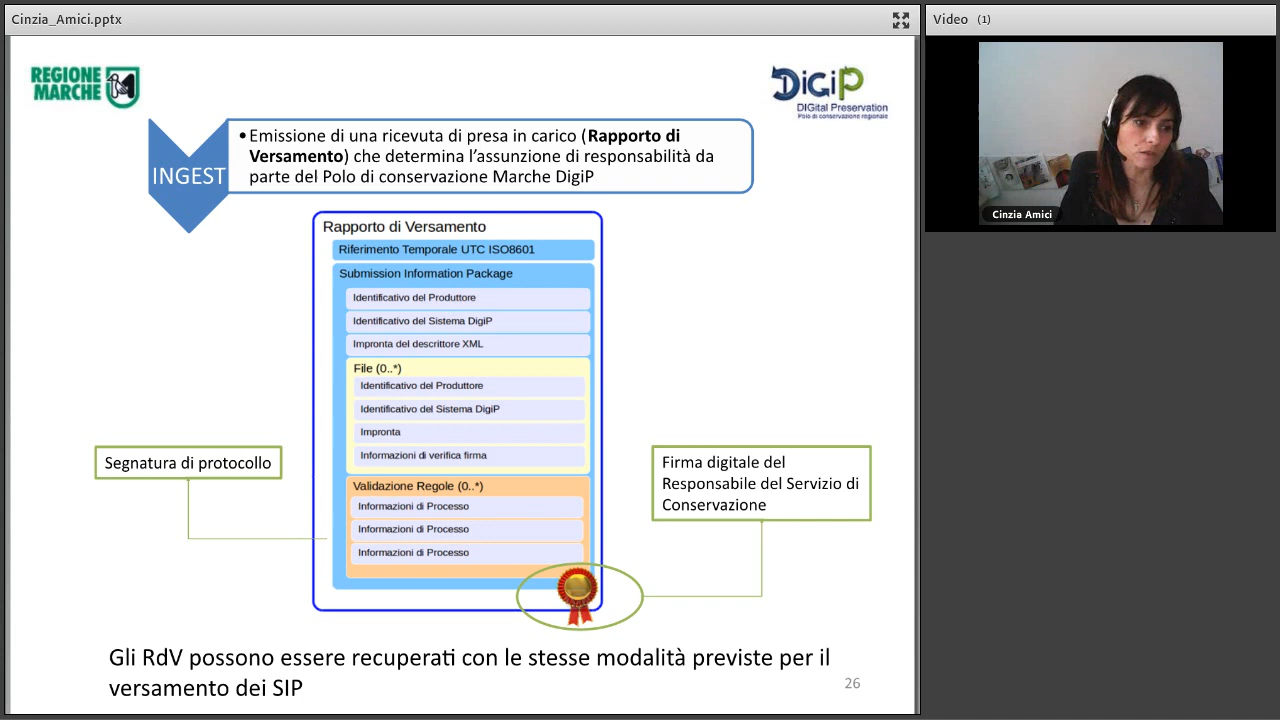 Cinzia_Amici.pptx
Video (1)
REGIONE
MARCHE
DiGiP
DIGital Preservation
Polo di conservazione regionale
INGEST
•Emissione di una ricevuta di presa in carico (Rapporto di
Versamento) che determina l'assunzione di responsabilità da
parte del Polo di conservazione Marche DigiP
Cinzia Amici
Rapporto di Versamento
Riferimento Temporale UTC ISO8601
Submission Information Package
Identificativo del Produttore
Identificativo del Sistema DigiP
Impronta del descrittore XML
File (0..*)
Identificativo del Produttore
Identificativo del Sistema DigiP
Impronta
Informazioni di verifica firma
Validazione Regole (0..*)
Informazioni di Processo
Informazioni di Processo
Informazioni di Processo
Segnatura di protocollo
Firma digitale del
Responsabile del Servizio di
Conservazione
Gli RdV possono essere recuperati con le stesse modalità previste per il
versamento dei SIP
26